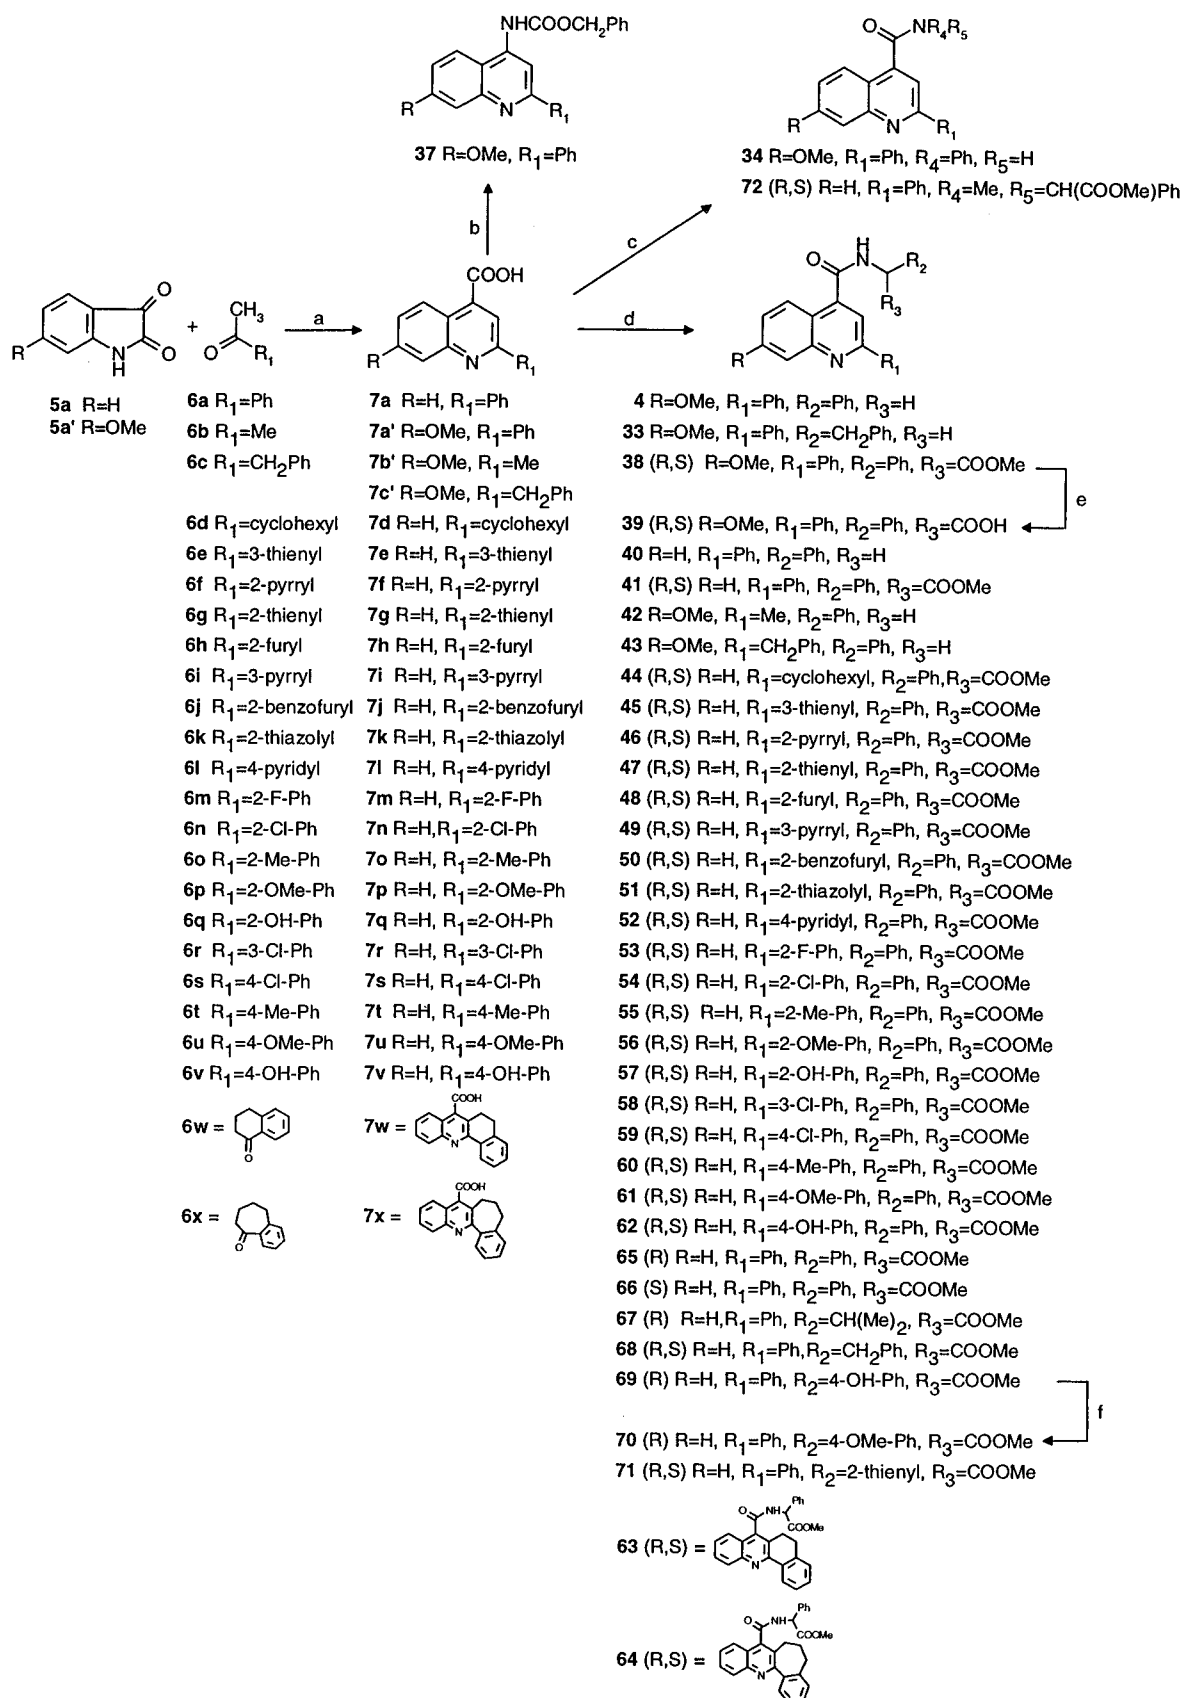 NHCOOCH2Ph
R
N
R1
37 R=OMe, R1=Ph
O
NR4R5
R
N
R1
34 R=OMe, R1=Ph, R4=Ph, R5=H
72 (R,S) R=H, R1=Ph, R4=Me, R5=CH(COOMe)Ph
b
c
O
O
N
H
R
5a R=H
5a' R=OMe
+
CH3
O
R1
a
COOH
R
N
R1
d
O
H
N
R2
R3
R
N
R1
6a R1=Ph
6b R1=Me
6c R1=CH2Ph
6d R1=cyclohexyl
6e R1=3-thienyl
6f R1=2-pyrryl
6g R1=2-thienyl
6h R1=2-furyl
6i R1=3-pyrryl
6j R1=2-benzofuryl
6k R1=2-thiazolyl
6l R1=4-pyridyl
6m R1=2-F-Ph
6n R1=2-Cl-Ph
6o R1=2-Me-Ph
6p R1=2-OMe-Ph
6q R1=2-OH-Ph
6r R1=3-Cl-Ph
6s R1=4-Cl-Ph
6t R1=4-Me-Ph
6u R1=4-OMe-Ph
6v R1=4-OH-Ph
6w =
O
6x =
O
7a R=H, R1=Ph
7a' R=OMe, R1=Ph
7b' R=OMe, R1=Me
7c' R=OMe, R1=CH2Ph
7d R=H, R1=cyclohexyl
7e R=H, R1=3-thienyl
7f R=H, R1=2-pyrryl
7g R=H, R1=2-thienyl
7h R=H, R1=2-furyl
7i R=H, R1=3-pyrryl
7j R=H, R1=2-benzofuryl
7k R=H, R1=2-thiazolyl
7l R=H, R1=4-pyridyl
7m R=H, R1=2-F-Ph
7n R=H,R1=2-Cl-Ph
7o R=H, R1=2-Me-Ph
7p R=H, R1=2-OMe-Ph
7q R=H, R1=2-OH-Ph
7r R=H, R1=3-Cl-Ph
7s R=H, R1=4-Cl-Ph
7t R=H, R1=4-Me-Ph
7u R=H, R1=4-OMe-Ph
7v R=H, R1=4-OH-Ph
7w =
COOH
N
7x =
COOH
N
4 R=OMe, R1=Ph, R2=Ph, R3=H
33 R=OMe, R1=Ph, R2=CH2Ph, R3=H
38 (R,S) R=OMe, R1=Ph, R2=Ph, R3=COOMe
e
39 (R,S) R=OMe, R1=Ph, R2=Ph, R3=COOH
40 R=H, R1=Ph, R2=Ph, R3=H
41 (R,S) R=H, R1=Ph, R2=Ph, R3=COOMe
42 R=OMe, R1=Me, R2=Ph, R3=H
43 R=OMe, R1=CH2Ph, R2=Ph, R3=H
44 (R,S) R=H, R1=cyclohexyl, R2=Ph,R3=COOMe
45 (R,S) R=H, R1=3-thienyl, R2=Ph, R3=COOMe
46 (R,S) R=H, R1=2-pyrryl, R2=Ph, R3=COOMe
47 (R,S) R=H, R1=2-thienyl, R2=Ph, R3=COOMe
48 (R,S) R=H, R1=2-furyl, R2=Ph, R3=COOMe
49 (R,S) R=H, R1=3-pyrryl, R2=Ph, R3=COOMe
50 (R,S) R=H, R1=2-benzofuryl, R2=Ph, R3=COOMe
51 (R,S) R=H, R1=2-thiazolyl, R2=Ph, R3=COOMe
52 (R,S) R=H, R1=4-pyridyl, R2=Ph, R3=COOMe
53 (R,S) R=H, R1=2-F-Ph, R2=Ph, R3=COOMe
54 (R,S) R=H, R1=2-Cl-Ph, R2=Ph, R3=COOMe
55 (R,S) R=H, R1=2-Me-Ph, R2=Ph, R3=COOMe
56 (R,S) R=H, R1=2-OMe-Ph, R2=Ph, R3=COOMe
57 (R,S) R=H, R1=2-OH-Ph, R2=Ph, R3=COOMe
58 (R,S) R=H, R1=3-Cl-Ph, R2=Ph, R3=COOMe
59 (R,S) R=H, R1=4-Cl-Ph, R2=Ph, R3=COOMe
60 (R,S) R=H, R1=4-Me-Ph, R2=Ph, R3=COOMe
61 (R,S) R=H, R1=4-OMe-Ph, R2=Ph, R3=COOMe
62 (R,S) R=H, R1=4-OH-Ph, R2=Ph, R3=COOMe
65 (R) R=H, R1=Ph, R2=Ph, R3=COOMe
66 (S) R=H, R1=Ph, R2=Ph, R3=COOMe
67 (R) R=H,R1=Ph, R2=CH(Me)2, R3=COOMe
68 (R,S) R=H, R1=Ph,R2=CH2Ph, R3=COOMe
69 (R) R=H, R1=Ph, R2=4-OH-Ph, R3=COOMe
f
70 (R) R=H, R1=Ph, R2=4-OMe-Ph, R3=COOMe
71 (R,S) R=H, R1=Ph, R2=2-thienyl, R3=COOMe
63 (R,S) =
O
NH
Ph
COOMe
N
64 (R,S) =
O
NH
Ph
COOMe
N